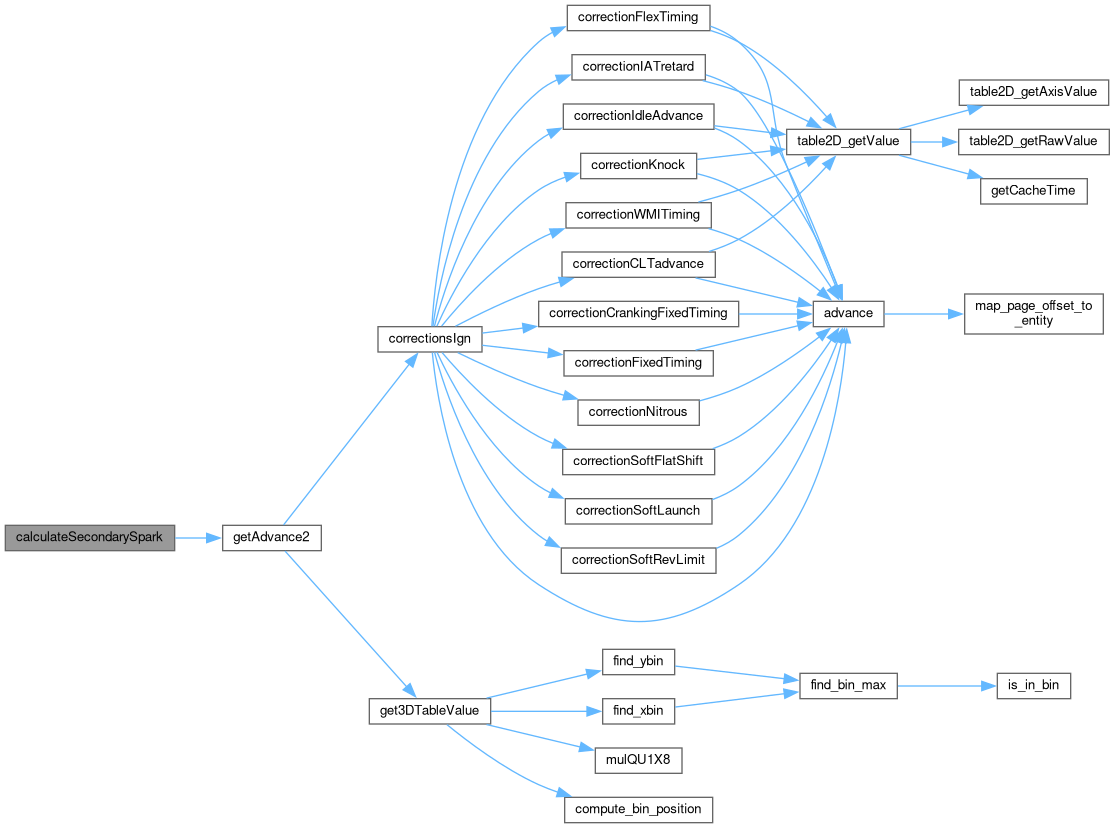 correctionFlexTiming
correctionIATretard
table2D_getAxisValue
correctionIdleAdvance
table2D_getValue
table2D_getRawValue
correctionKnock
getCacheTime
correctionWMITiming
correctionCLTadvance
correctionCrankingFixedTiming
advance
map_page_offset_to
_entity
correctionsIgn
correctionFixedTiming
correctionNitrous
correctionSoftFlatShift
correctionSoftLaunch
calculateSecondarySpark
getAdvance2
correctionSoftRevLimit
find_ybin
find_bin_max
is_in_bin
get3DTableValue
find_xbin
mulQU1X8
compute_bin_position